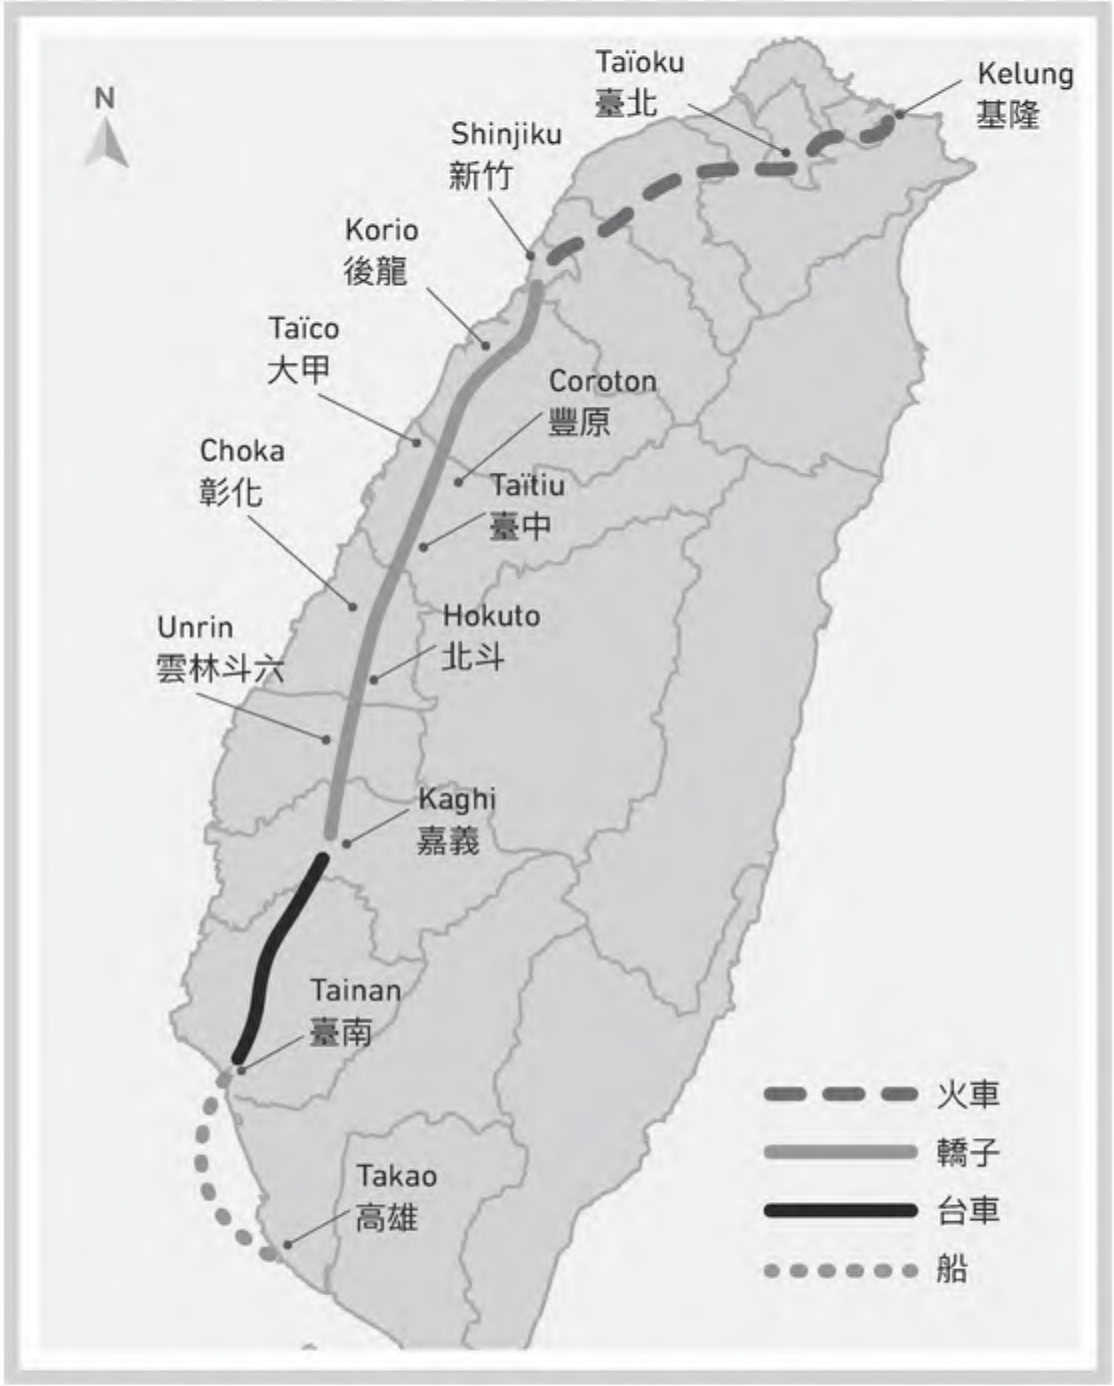 N
Taïoku
臺北
Kelung
基隆
Shinjiku
新竹
Korio
後龍
Taïco
大甲
Coroton
豐原
Choka
彰化
Taïtiu
臺中
Hokuto
北斗
Unrin
雲林斗六
Kaghi
嘉義
Tainan
臺南
Takao
高雄
火車
轎子
台車
船